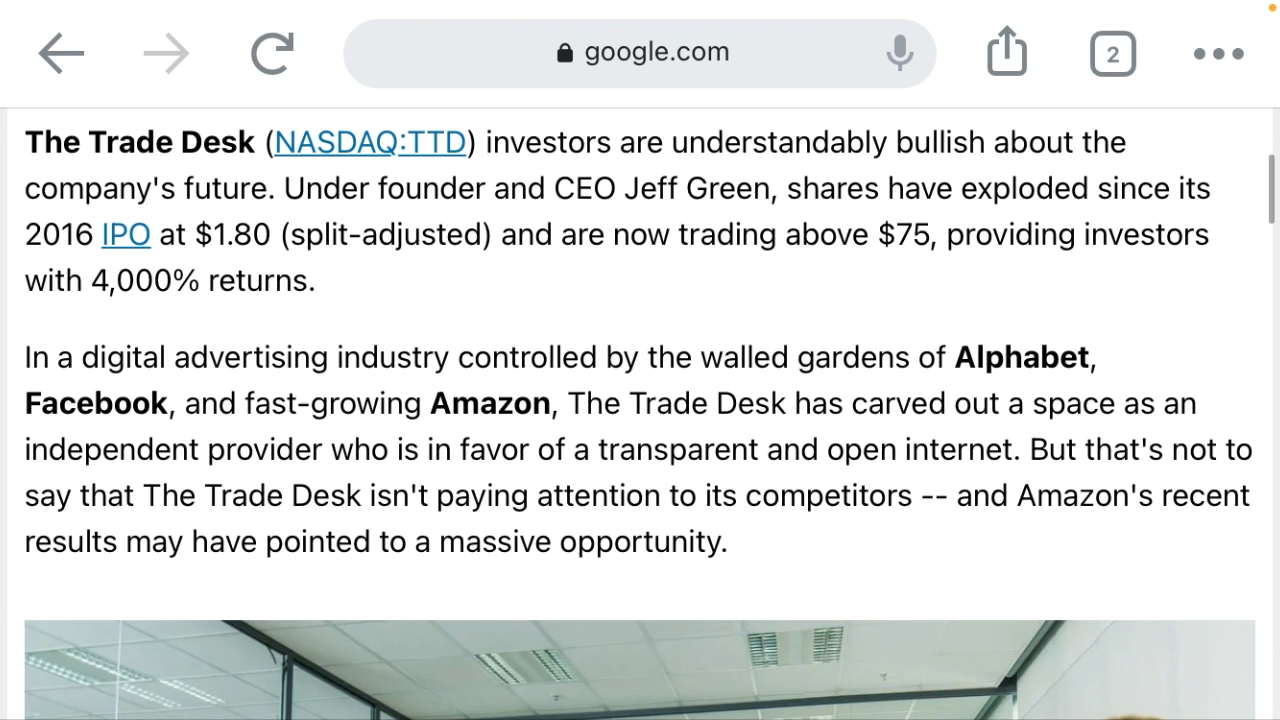 google.com
2
The Trade Desk (NASDAQ:TTD) investors are understandably bullish about the
company's future. Under founder and CEO Jeff Green, shares have exploded since its
2016 IPO at $1.80 (split-adjusted) and are now trading above $75, providing investors
with 4,000% returns.
In a digital advertising industry controlled by the walled gardens of Alphabet,
Facebook, and fast-growing Amazon, The Trade Desk has carved out a space as an
independent provider who is in favor of a transparent and open internet. But that's not to
say that The Trade Desk isn't paying attention to its competitors -- and Amazon's recent
results may have pointed to a massive opportunity.